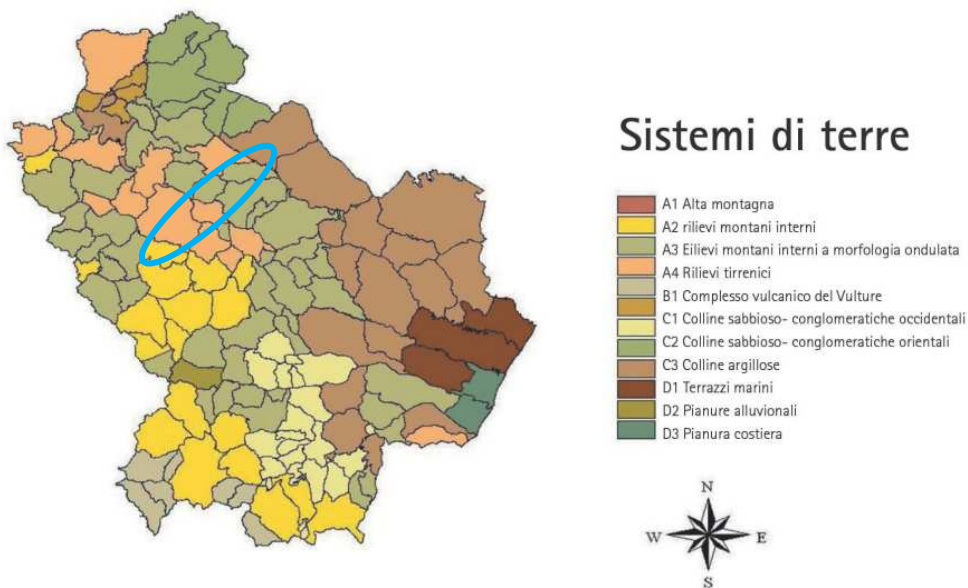 Sistemi di terre
A1 Alta montagna
A2 rilievi montani interni
A3 Eilievi montani interni a morfologia ondulata
A4 Rilievi tirrenici
B1 Complesso vulcanico del Vulture
C1 Colline sabbioso- conglomeratiche occidentali
C2 Colline sabbioso- conglomeratiche orientali
C3 Colline argillose
D1 Terrazzi marini
D2 Pianure alluvionali
D3 Pianura costiera
N
W E
S